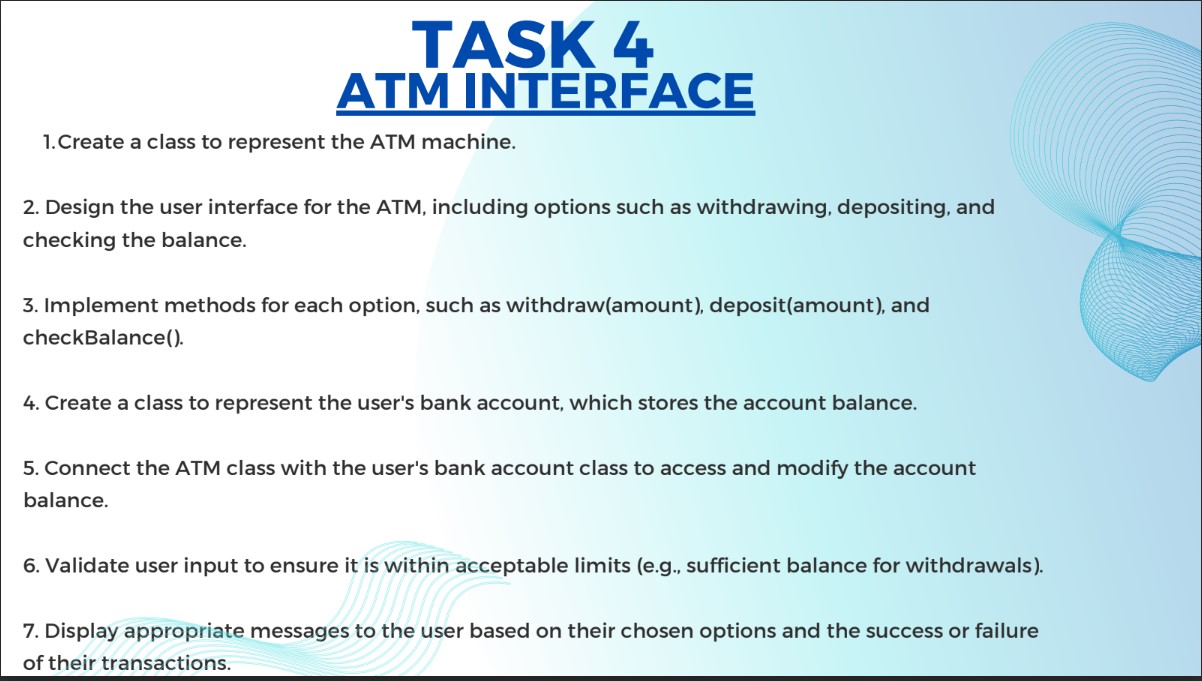 TASK 4
ATM INTERFACE
1. Create a class to represent the ATM machine.
2. Design the user interface for the ATM, including options such as withdrawing, depositing, and
checking the balance.
3. Implement methods for each option, such as withdraw(amount), deposit(amount), and
checkBalance().
4. Create a class to represent the user's bank account, which stores the account balance.
5. Connect the ATM class with the user's bank account class to access and modify the account
balance.
6. Validate user input to ensure it is within acceptable limits (e.g., sufficient balance for withdrawals).
7. Display appropriate messages to the user based on their chosen options and the success or failure
of their transactions.